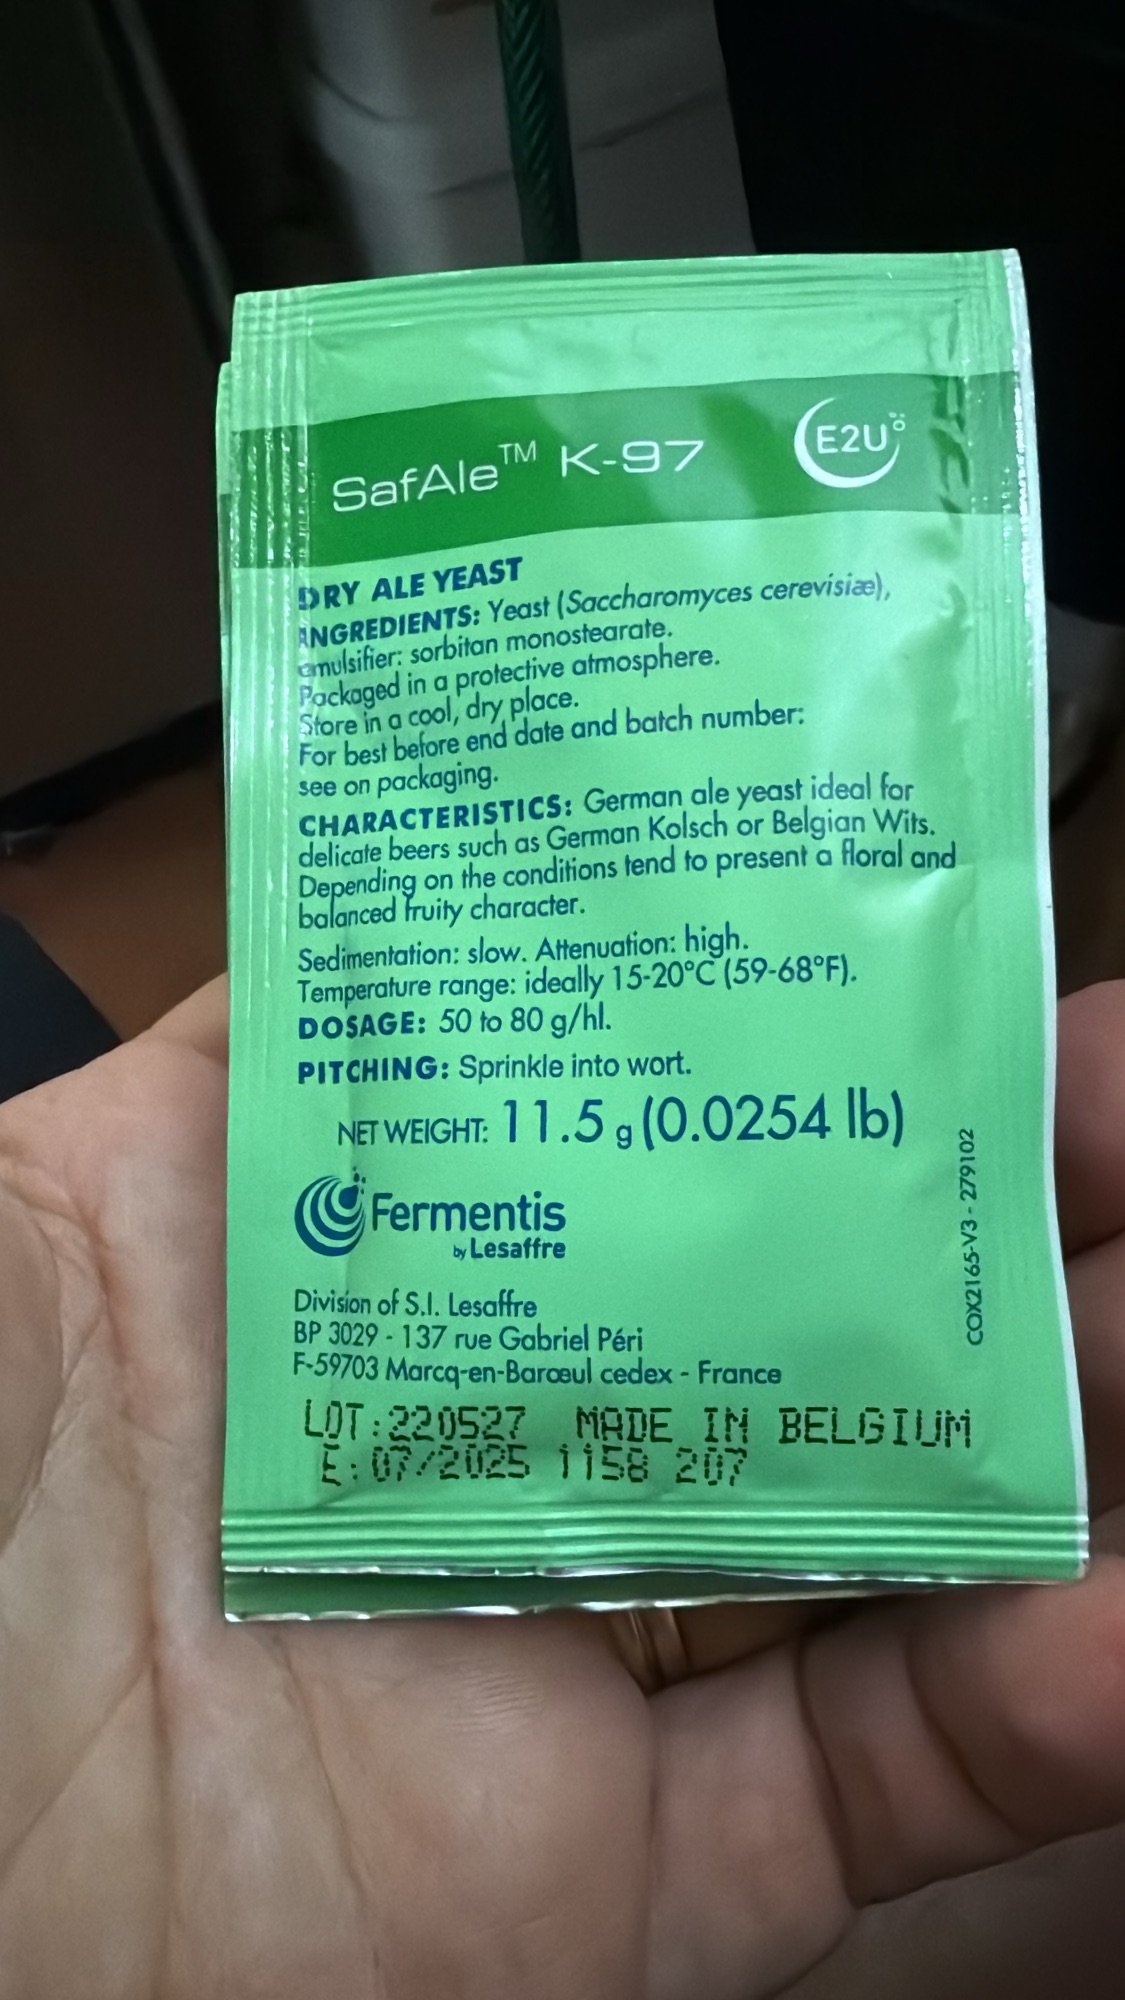 SafAle™ K-97
E2U
DRY ALE YEAST
INGREDIENTS: Yeast (Saccharomyces cerevisiæ),
emulsifier: sorbitan monostearate.
Packaged in a protective atmosphere.
Store in a cool, dry place.
For best before end date and batch number:
see on packaging.
CHARACTERISTICS: German ale yeast ideal for
delicate beers such as German Kolsch or Belgian Wits.
Depending on the conditions tend to present a floral and
balanced fruity character.
Sedimentation: slow. Attenuation: high.
Temperature range: ideally 15-20°C (59-68°F).
DOSAGE: 50 to 80 g/hl.
PITCHING: Sprinkle into wort.
NET WEIGHT: 11.5 g (0.0254 lb)
Fermentis
by Lesaffre
COX2165-V3 - 279102
Division of S.I. Lesaffre
BP 3029 - 137 rue Gabriel Péri
F-59703 Marcq-en-Barœul cedex - France
LOT:220527 MADE IN BELGIUM
E: 07/2025 1158 207